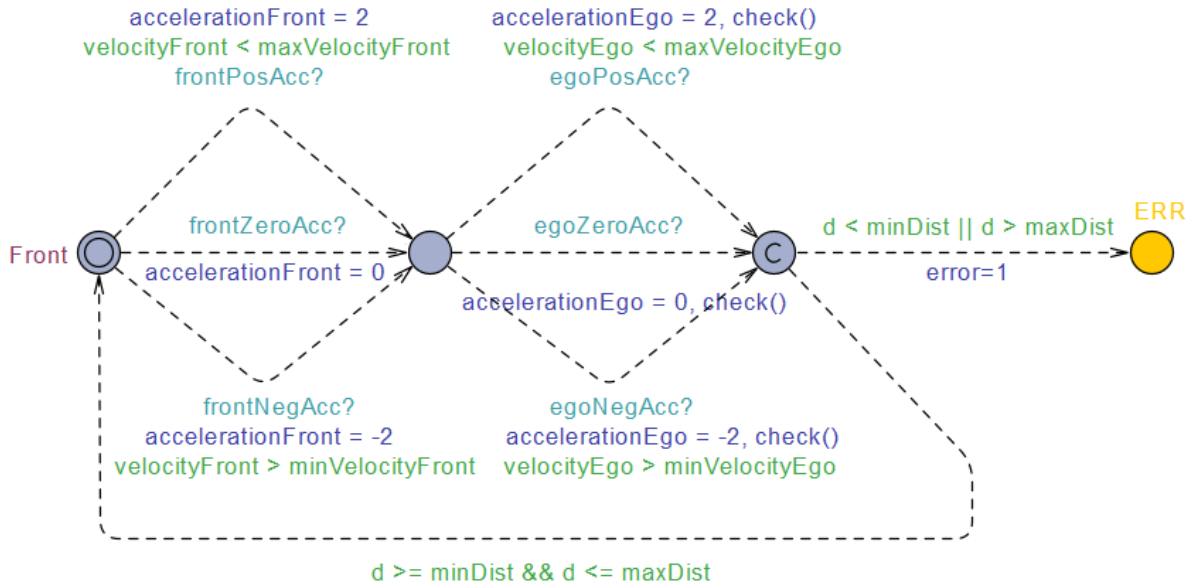 accelerationFront = 2
velocityFront < maxVelocityFront
frontPosAcc?
accelerationEgo = 2, check()
velocityEgo < maxVelocityEgo
egoPosAcc?
Front
frontZeroAcc?
accelerationFront = 0
egoZeroAcc?
accelerationEgo = 0, check()
C
d < minDist || d > maxDist
error=1
ERR
frontNegAcc?
accelerationFront = -2
velocityFront > minVelocityFront
egoNegAcc?
accelerationEgo = -2, check()
velocityEgo > minVelocityEgo
d >= minDist && d <= maxDist